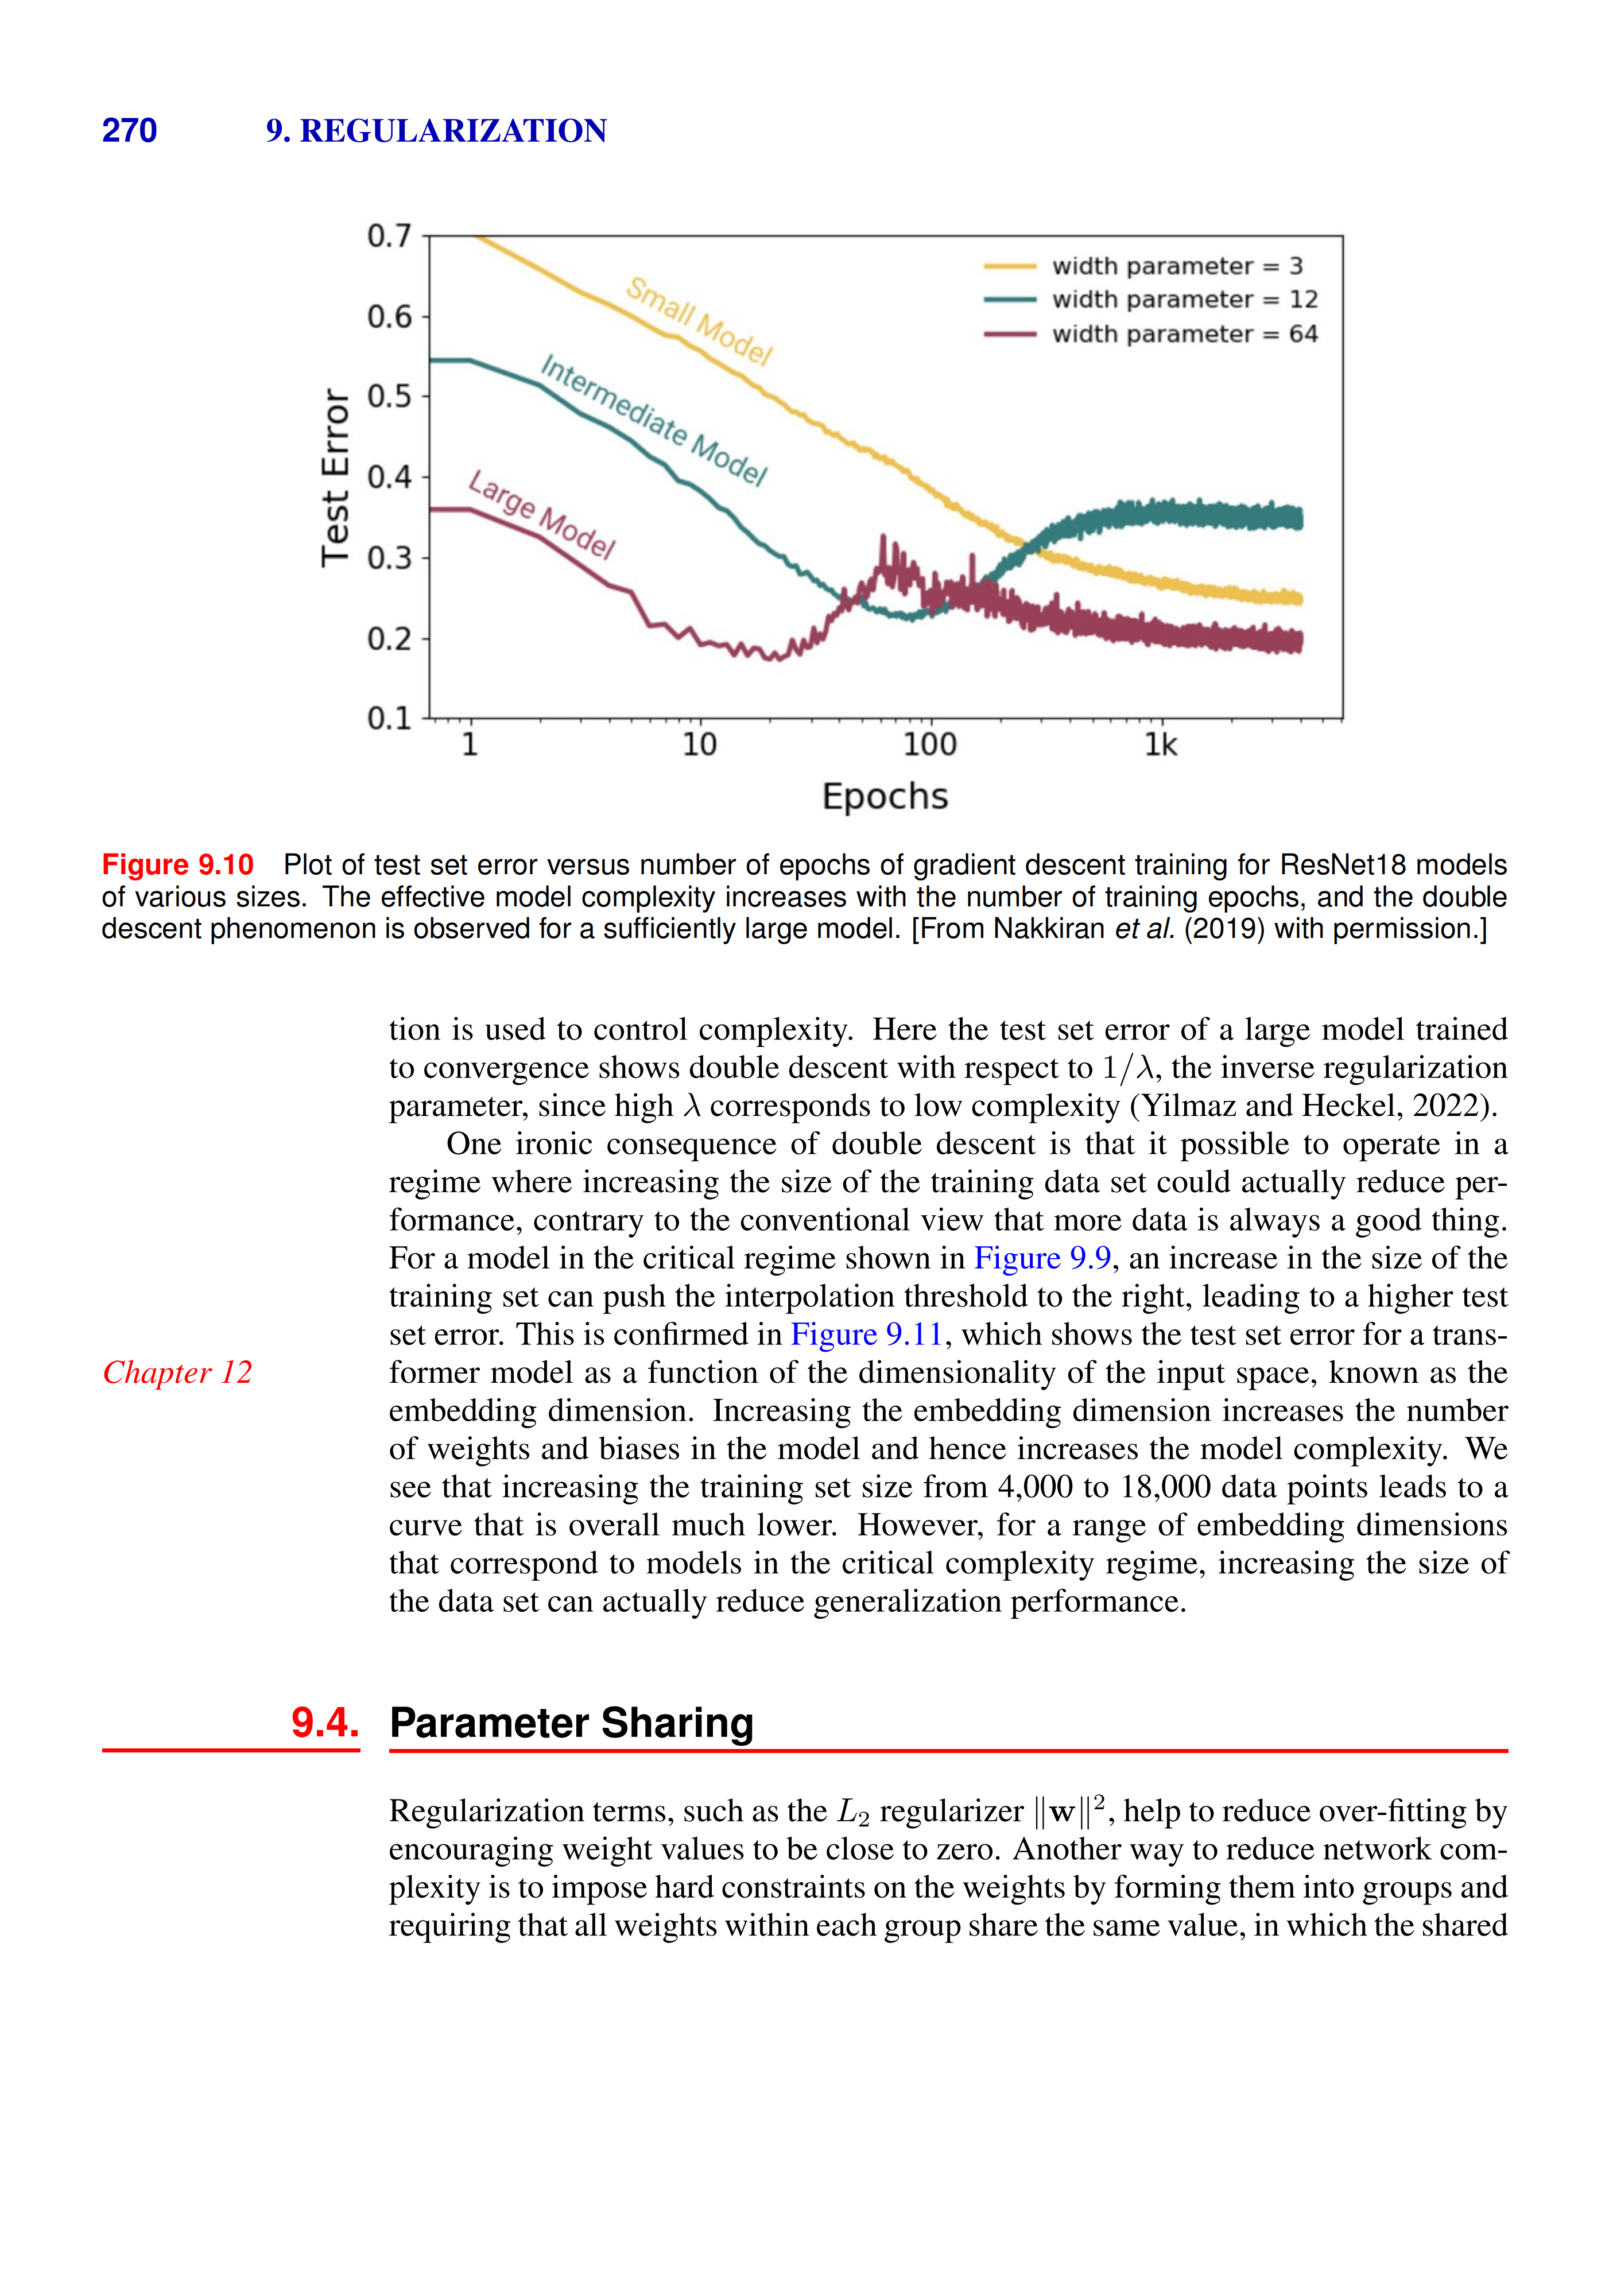 270 9. REGULARIZATION
0.7
0.6
0.5
0.4
0.3
0.2
0.1
Test Error
width parameter = 3
width parameter = 12
width parameter = 64
Small Model
Intermediate Model
Large Model
1 10 100 1k
Epochs
Figure 9.10 Plot of test set error versus number of epochs of gradient descent training for ResNet18 models
of various sizes. The effective model complexity increases with the number of training epochs, and the double
descent phenomenon is observed for a sufficiently large model. [From Nakkiran et al. (2019) with permission.]
tion is used to control complexity. Here the test set error of a large model trained
to convergence shows double descent with respect to 1/λ, the inverse regularization
parameter, since high λ corresponds to low complexity (Yilmaz and Heckel, 2022).
One ironic consequence of double descent is that it possible to operate in a
regime where increasing the size of the training data set could actually reduce per-
formance, contrary to the conventional view that more data is always a good thing.
For a model in the critical regime shown in Figure 9.9, an increase in the size of the
training set can push the interpolation threshold to the right, leading to a higher test
set error. This is confirmed in Figure 9.11, which shows the test set error for a trans-
Chapter 12 former model as a function of the dimensionality of the input space, known as the
embedding dimension. Increasing the embedding dimension increases the number
of weights and biases in the model and hence increases the model complexity. We
see that increasing the training set size from 4,000 to 18,000 data points leads to a
curve that is overall much lower. However, for a range of embedding dimensions
that correspond to models in the critical complexity regime, increasing the size of
the data set can actually reduce generalization performance.
9.4. Parameter Sharing
Regularization terms, such as the L₂ regularizer ‖w‖², help to reduce over-fitting by
encouraging weight values to be close to zero. Another way to reduce network com-
plexity is to impose hard constraints on the weights by forming them into groups and
requiring that all weights within each group share the same value, in which the shared